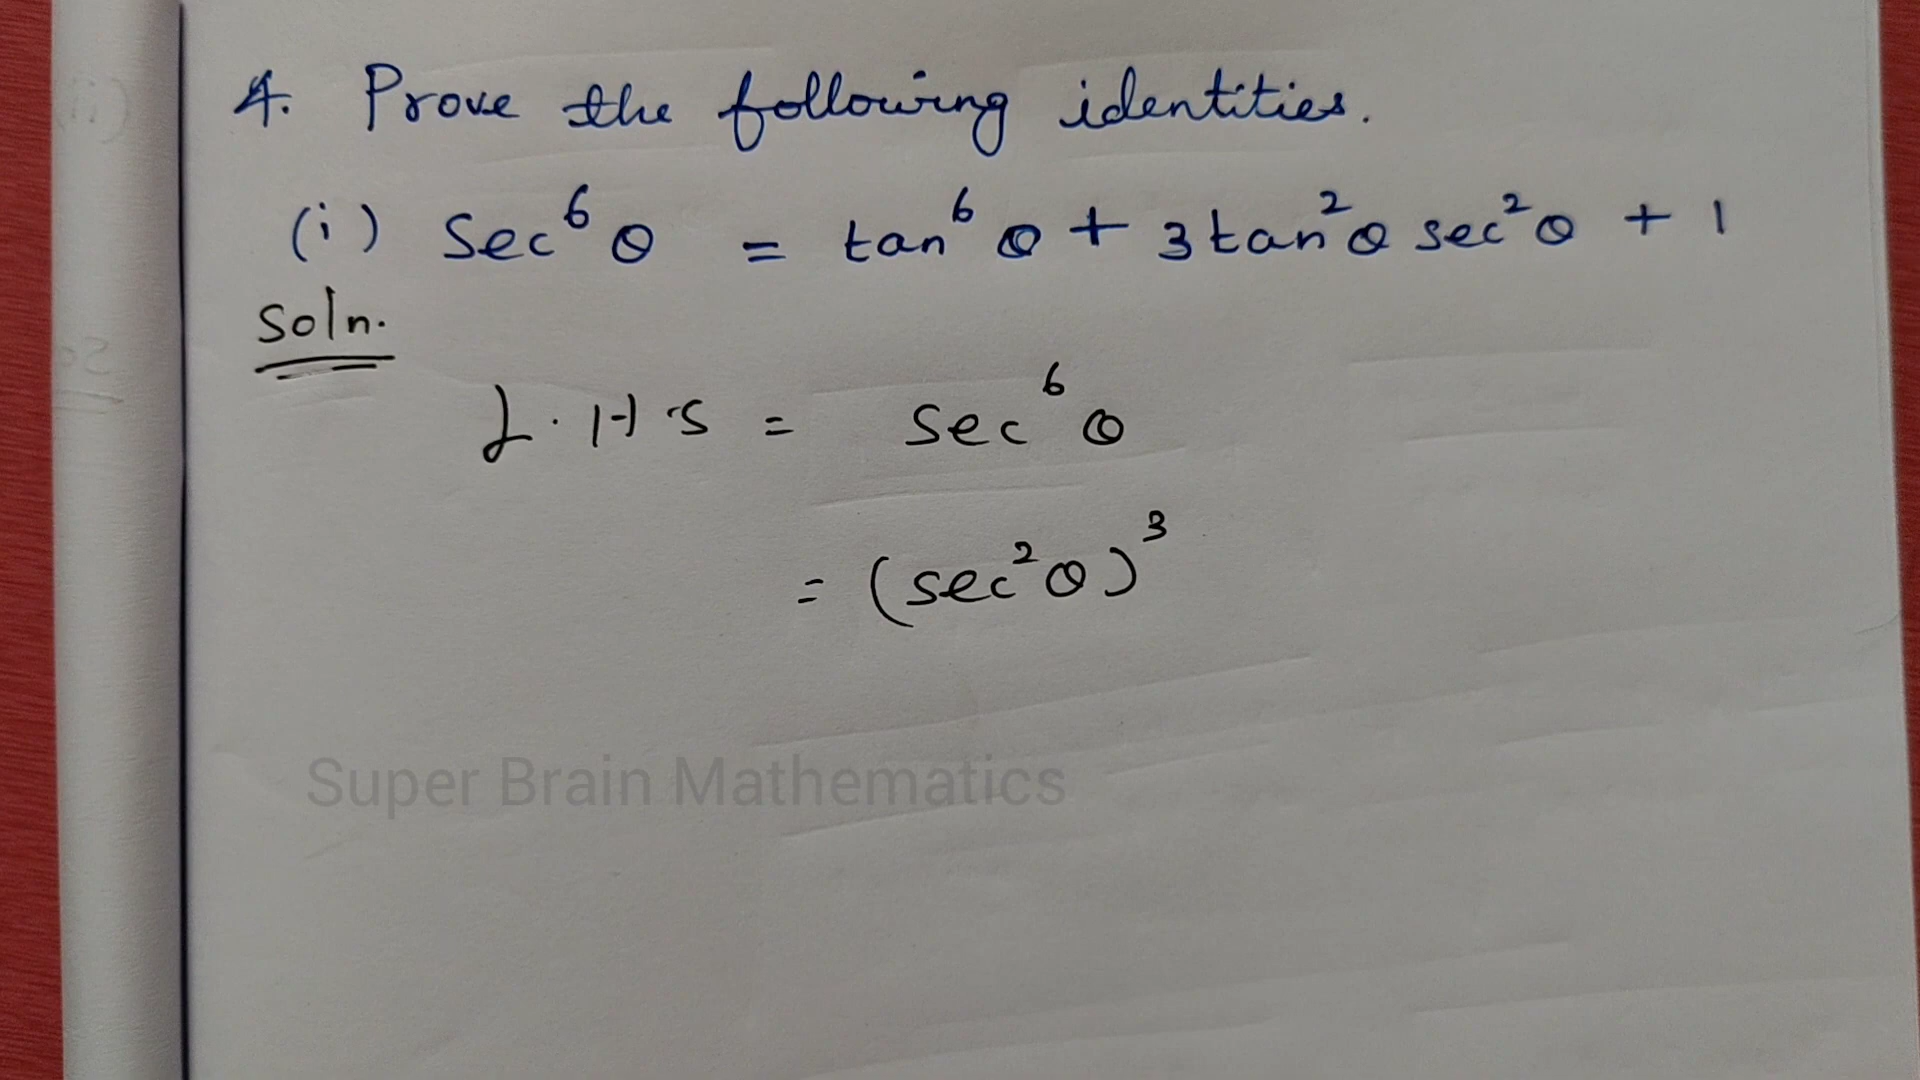 4. Prove the following identities.
(i) Sec⁶θ = tan⁶θ + 3tan²θ sec²θ + 1
Soln.
L.H.S = sec⁶θ
= (sec²θ)³
Super Brain Mathematics